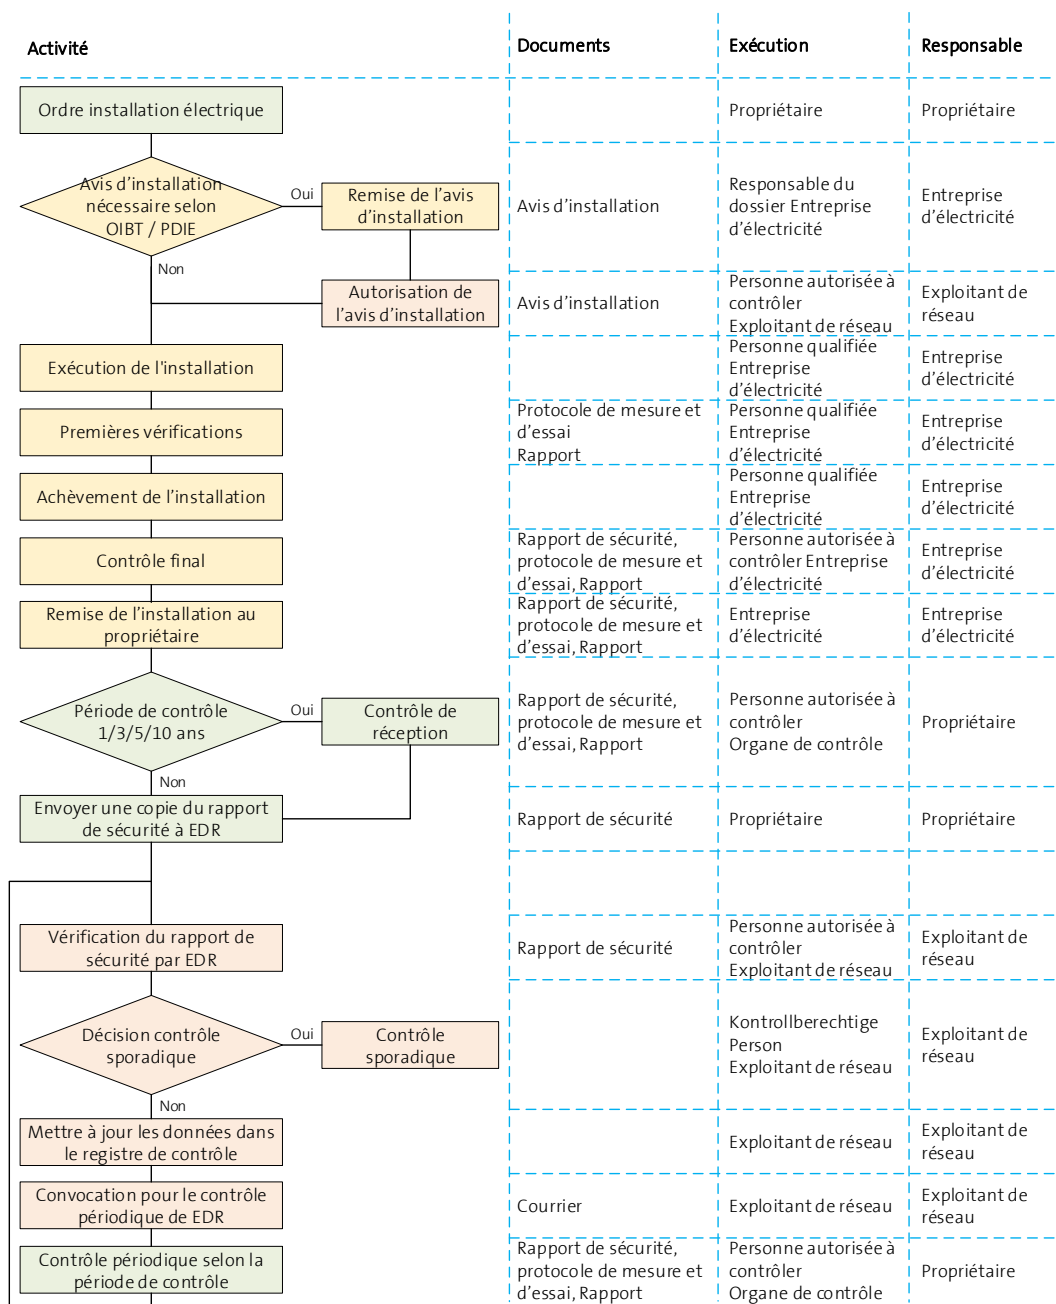 Activité
Documents
Exécution
Responsable
Ordre installation électrique
Propriétaire
Propriétaire
Avis d'installation
nécessaire selon
OIBT / PDIE
Oui
Non
Remise de l'avis
d'installation
Avis d'installation
Responsable du
dossier Entreprise
d'électricité
Entreprise
d'électricité
Autorisation de
l'avis d'installation
Avis d'installation
Personne autorisée à
contrôler
Exploitant de réseau
Exploitant de
réseau
Exécution de l'installation
Personne qualifiée
Entreprise
d'électricité
Entreprise
d'électricité
Premières vérifications
Protocole de mesure et
d'essai
Rapport
Personne qualifiée
Entreprise
d'électricité
Entreprise
d'électricité
Achèvement de l'installation
Personne qualifiée
Entreprise
d'électricité
Entreprise
d'électricité
Contrôle final
Rapport de sécurité,
protocole de mesure et
d'essai, Rapport
Personne autorisée à
contrôler Entreprise
d'électricité
Entreprise
d'électricité
Remise de l'installation au
propriétaire
Rapport de sécurité,
protocole de mesure et
d'essai, Rapport
Entreprise
d'électricité
Entreprise
d'électricité
Période de contrôle
1/3/5/10 ans
Oui
Non
Contrôle de
réception
Rapport de sécurité,
protocole de mesure et
d'essai, Rapport
Personne autorisée à
contrôler
Organe de contrôle
Propriétaire
Envoyer une copie du rapport
de sécurité à EDR
Rapport de sécurité
Propriétaire
Propriétaire
Vérification du rapport de
sécurité par EDR
Rapport de sécurité
Personne autorisée à
contrôler
Exploitant de réseau
Exploitant de
réseau
Décision contrôle
sporadique
Oui
Non
Contrôle
sporadique
Kontrollberechtige
Person
Exploitant de réseau
Exploitant de
réseau
Mettre à jour les données dans
le registre de contrôle
Exploitant de réseau
Exploitant de
réseau
Convocation pour le contrôle
périodique de EDR
Courrier
Exploitant de réseau
Exploitant de
réseau
Contrôle périodique selon la
période de contrôle
Rapport de sécurité,
protocole de mesure et
d'essai, Rapport
Personne autorisée à
contrôler
Organe de contrôle
Propriétaire